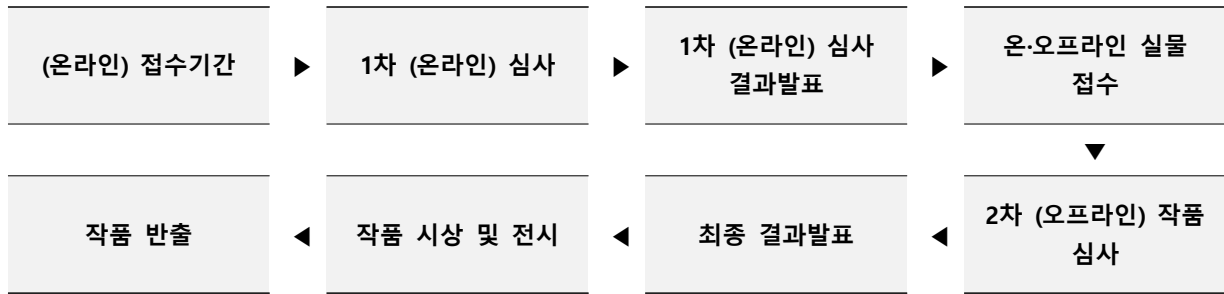 (온라인) 접수기간
▶
1차 (온라인) 심사
▶
1차 (온라인) 심사
결과발표
▶
온·오프라인 실물
접수
▼
2차 (오프라인) 작품
심사
◀
최종 결과발표
◀
작품 시상 및 전시
◀
작품 반출